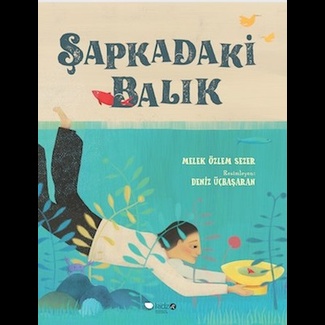 ŞAPKADAKİ
BALIK
MELEK ÖZLEM SEZER
Resimleyen:
DENİZ ÜÇBAŞARAN